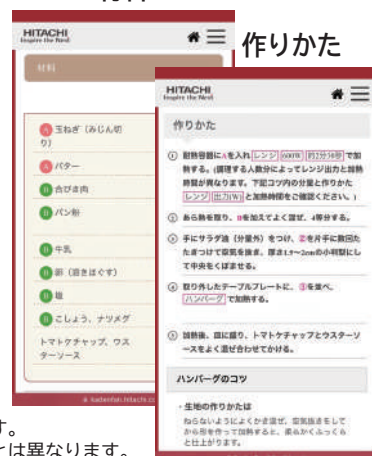 HITACHI
Inspire the Next
材料
A 玉ねぎ（みじん切
り）
A バター
B 合びき肉
B パン粉
B 牛乳
B 卵（溶きほぐす）
B 塩
B こしょう、ナツメグ
トマトケチャップ、ウス
ターソース
作りかた
HITACHI
Inspire the Next
作りかた
① 耐熱容器にAを入れ レンジ 600W 約2分50秒 で加
熱する。(調理する人数分によってレンジ出力と加熱
時間が異なります。下記コツ内の分量と作りかた
レンジ 出力(W) と加熱時間をご確認ください。)
② あら熱を取り、Bを加えてよく混ぜ、4等分する。
③ 手にサラダ油（分量外）をつけ、②を片手に数回た
たきつけて空気を抜き、厚さ1.5〜2cmの小判型にし
て中央をくぼませる。
④ 取り外したテーブルプレートに、③を並べ、
ハンバーグ で加熱する。
⑤ 加熱後、皿に盛り、トマトケチャップとウスターソ
ースをよく混ぜ合わせてかける。
ハンバーグのコツ
・生地の作りかたは
ねらないようによくかき混ぜ、空気抜きをして
から形を作って加熱すると、柔らかくふっくら
と仕上がります。
す。
は異なります。